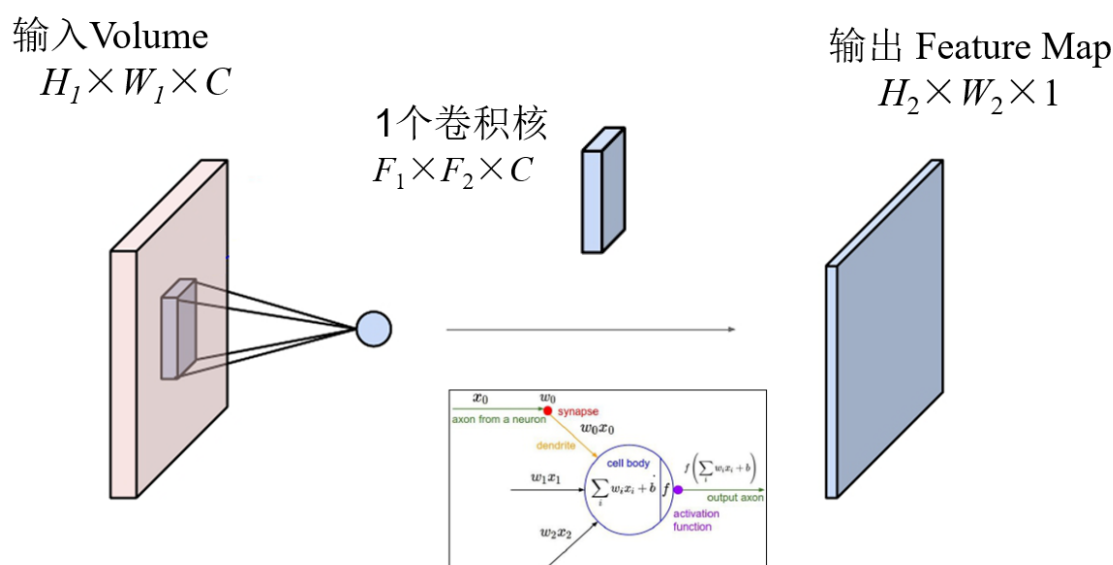 输入Volume
H₁×W₁×C
输出 Feature Map
H₂×W₂×1
1个卷积核
F₁×F₂×C
x₀
w₀
synapse
axon from a neuron
w₀x₀
dendrite
cell body
f(∑ᵢ wᵢxᵢ + b)
w₁x₁
∑ᵢ wᵢxᵢ + b
f
output axon
activation
function
w₂x₂